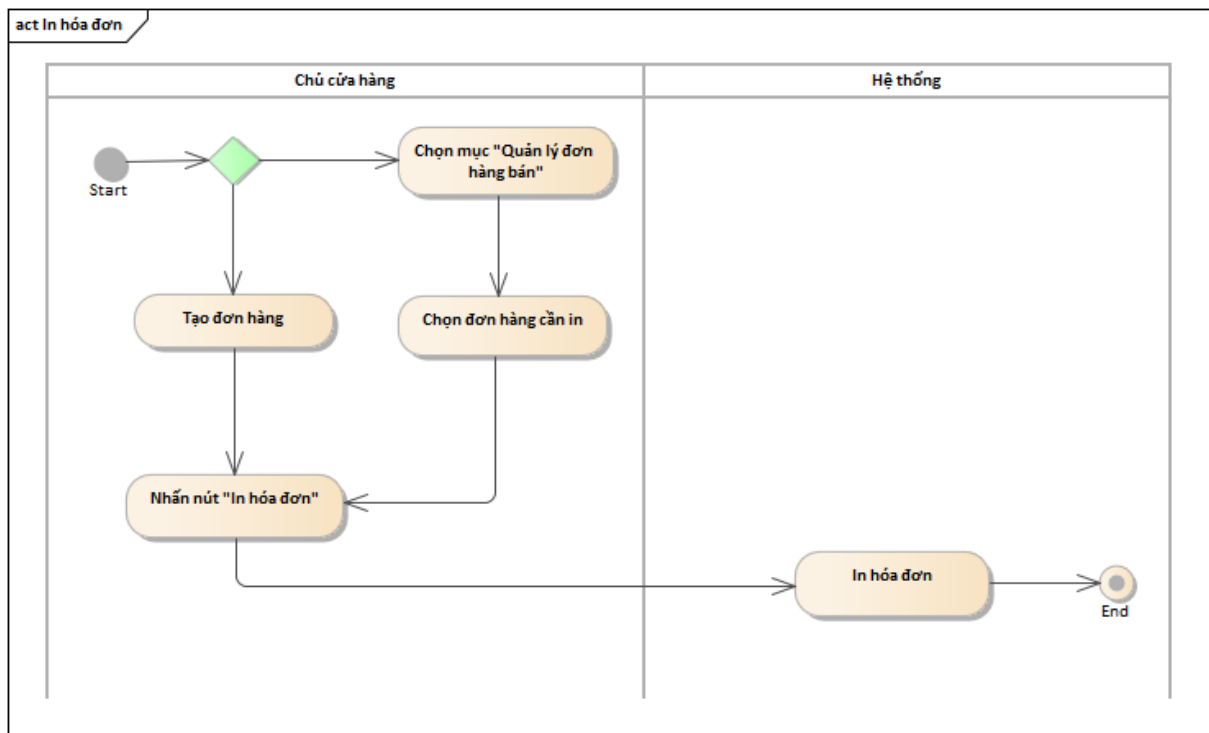 act In hóa đơn
Chủ cửa hàng
Hệ thống
Start
Chọn mục "Quản lý đơn
hàng bán"
Tạo đơn hàng
Chọn đơn hàng cần in
Nhấn nút "In hóa đơn"
In hóa đơn
End